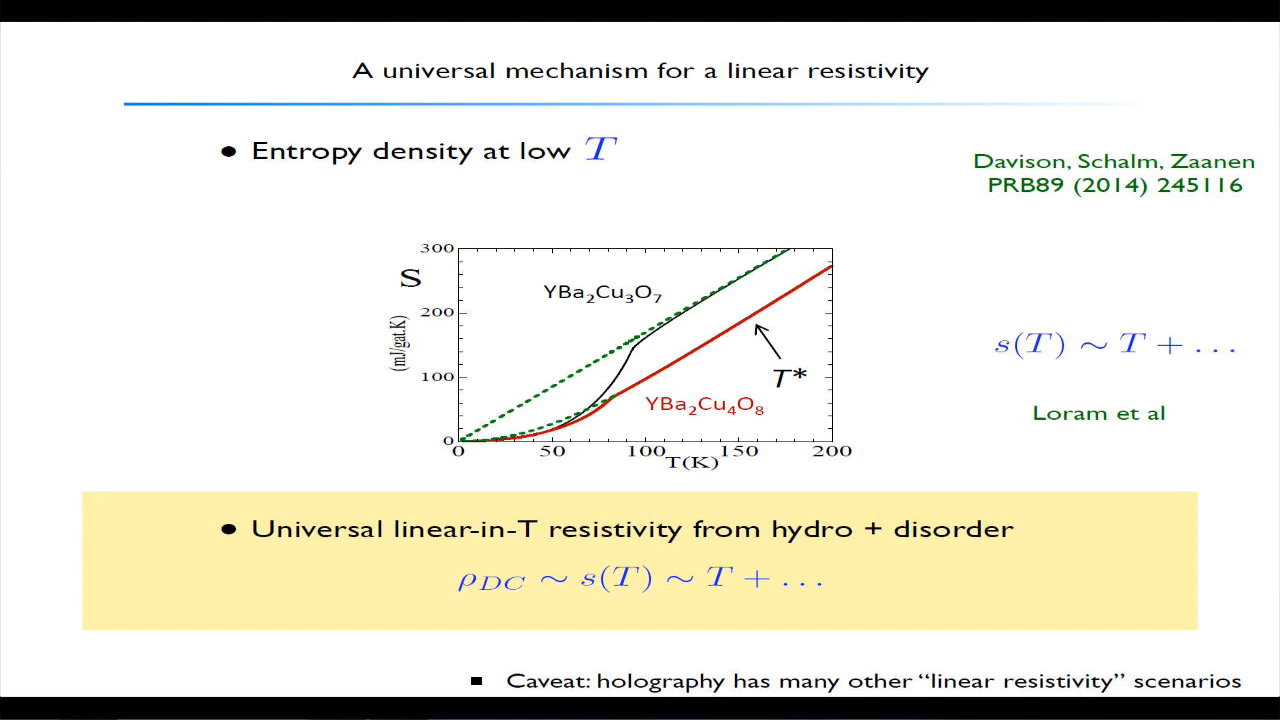 A universal mechanism for a linear resistivity
● Entropy density at low T
Davison, Schalm, Zaanen
PRB89 (2014) 245116
S
(mJ/gat.K)
300
200
100
0
YBa₂Cu₃O₇
T*
YBa₂Cu₄O₈
0 50 100 150 200
T(K)
s(T) ∼ T + ...
Loram et al
● Universal linear-in-T resistivity from hydro + disorder
ρ_DC ∼ s(T) ∼ T + ...
■ Caveat: holography has many other “linear resistivity” scenarios